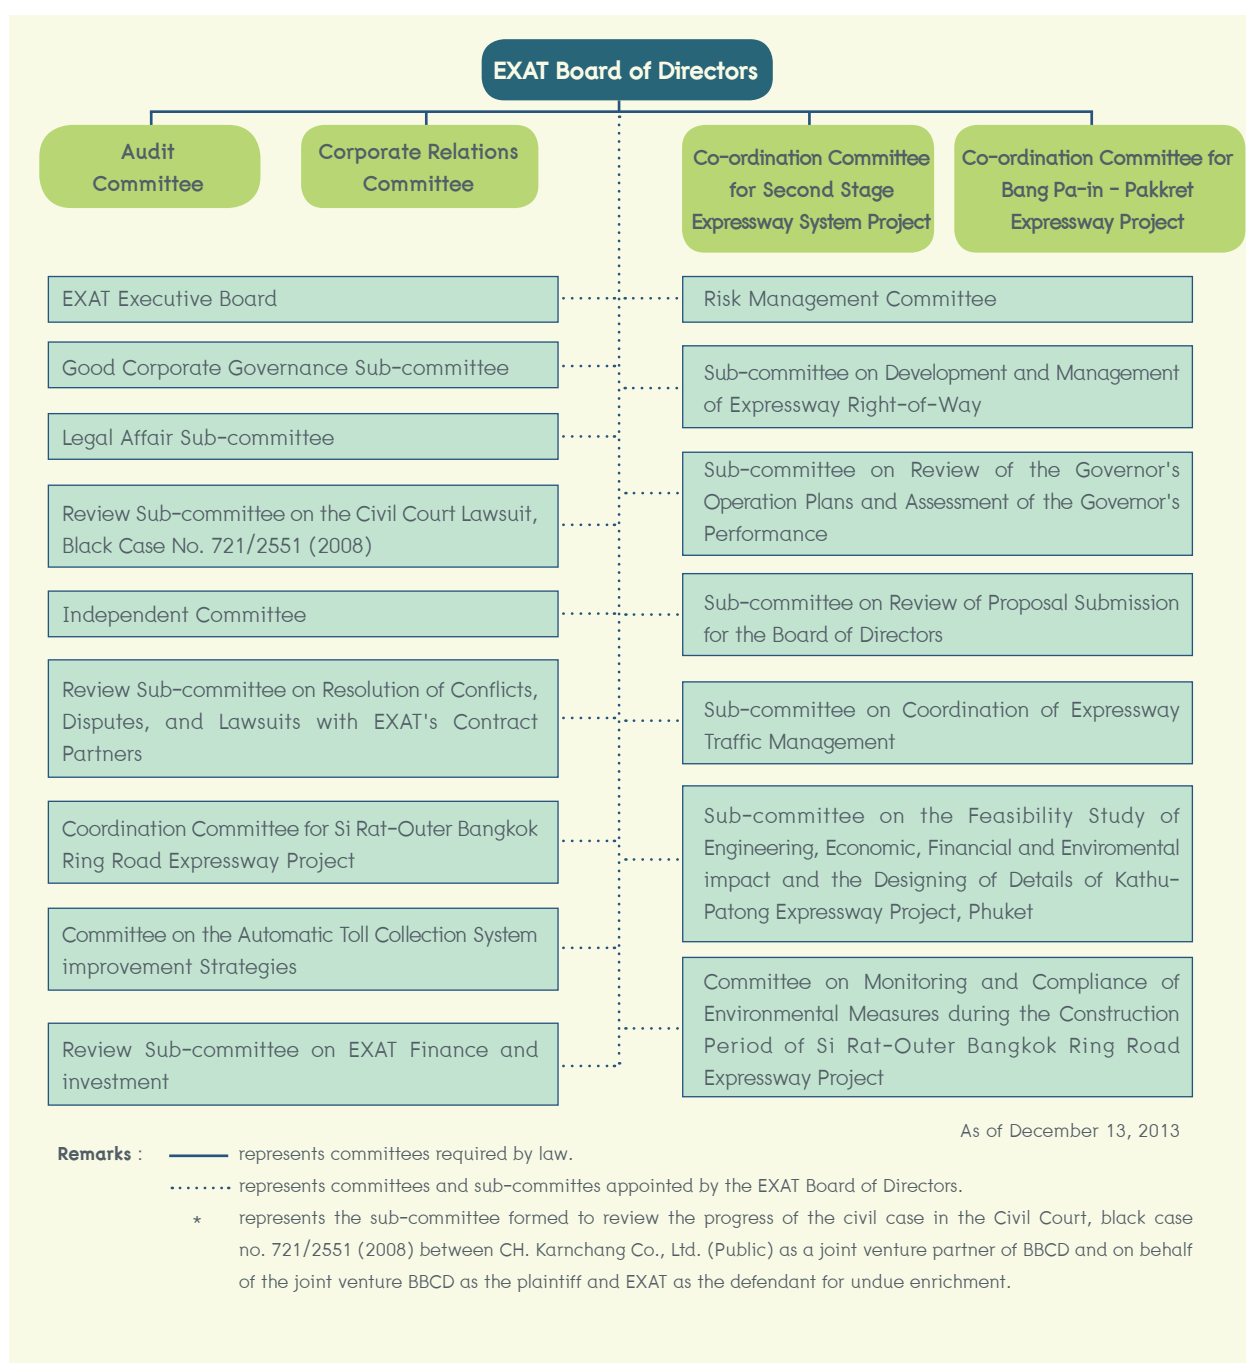 EXAT Board of Directors
Audit
Committee
Corporate Relations
Committee
Co-ordination Committee
for Second Stage
Expressway System Project
Co-ordination Committee for
Bang Pa-in - Pakkret
Expressway Project
EXAT Executive Board
Good Corporate Governance Sub-committee
Legal Affair Sub-committee
Review Sub-committee on the Civil Court Lawsuit,
Black Case No. 721/2551 (2008)
Independent Committee
Review Sub-committee on Resolution of Conflicts,
Disputes, and Lawsuits with EXAT's Contract
Partners
Coordination Committee for Si Rat-Outer Bangkok
Ring Road Expressway Project
Committee on the Automatic Toll Collection System
improvement Strategies
Review Sub-committee on EXAT Finance and
investment
Risk Management Committee
Sub-committee on Development and Management
of Expressway Right-of-Way
Sub-committee on Review of the Governor's
Operation Plans and Assessment of the Governor's
Performance
Sub-committee on Review of Proposal Submission
for the Board of Directors
Sub-committee on Coordination of Expressway
Traffic Management
Sub-committee on the Feasibility Study of
Engineering, Economic, Financial and Enviromental
impact and the Designing of Details of Kathu-
Patong Expressway Project, Phuket
Committee on Monitoring and Compliance of
Environmental Measures during the Construction
Period of Si Rat-Outer Bangkok Ring Road
Expressway Project
As of December 13, 2013
Remarks : represents committees required by law.
represents committees and sub-committes appointed by the EXAT Board of Directors.
* represents the sub-committee formed to review the progress of the civil case in the Civil Court, black case
no. 721/2551 (2008) between CH. Karnchang Co., Ltd. (Public) as a joint venture partner of BBCD and on behalf
of the joint venture BBCD as the plaintiff and EXAT as the defendant for undue enrichment.